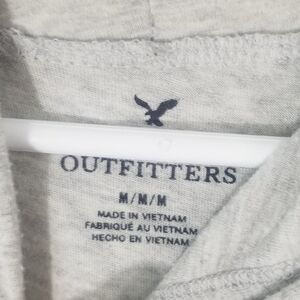 OUTFITTERS
M/M/M
MADE IN VIETNAM
FABRIQUÉ AU VIETNAM
HECHO EN VIETNAM